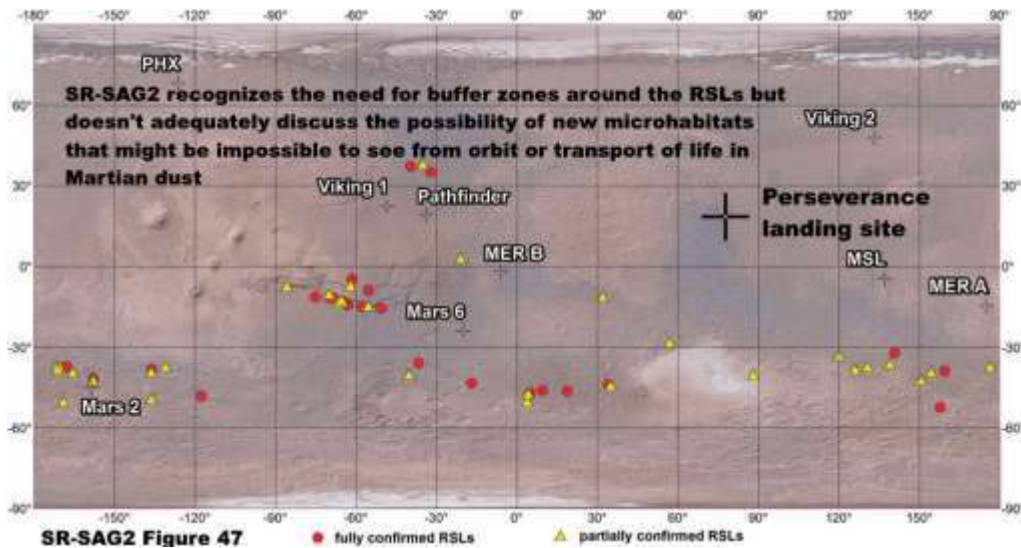 -180° -150° -120° -90° -60° -30° 0° 30° 60° 90° 120° 150° 90°
PHX
SR-SAG2 recognizes the need for buffer zones around the RSLs but
doesn't adequately discuss the possibility of new microhabitats
that might be impossible to see from orbit or transport of life in
Martian dust
60° 60°
Viking 2
30° 30°
Viking 1
Pathfinder
Perseverance
landing site
MER B
0° 0°
MSL
MER A
Mars 6
-30° -30°
Mars 2
-60° -60°
-90° -150° -120° -90° -60° -30° 0° 30° 60° 90° 120° 150° -90°
SR-SAG2 Figure 47 fully confirmed RSLs partially confirmed RSLs